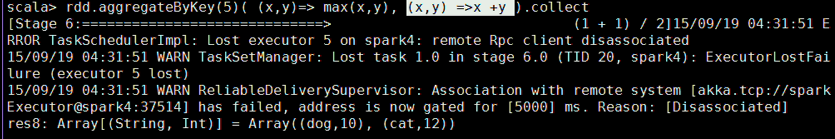 scala> rdd.aggregateByKey(5)( (x,y)=> max(x,y), (x,y) =>x +y ).collect
[Stage 6:=============================>                             (1 + 1) / 2]15/09/19 04:31:51 E
RROR TaskSchedulerImpl: Lost executor 5 on spark4: remote Rpc client disassociated
15/09/19 04:31:51 WARN TaskSetManager: Lost task 1.0 in stage 6.0 (TID 20, spark4): ExecutorLostFai
lure (executor 5 lost)
15/09/19 04:31:51 WARN ReliableDeliverySupervisor: Association with remote system [akka.tcp://spark
Executor@spark4:37514] has failed, address is now gated for [5000] ms. Reason: [Disassociated]
res8: Array[(String, Int)] = Array((dog,10), (cat,12))